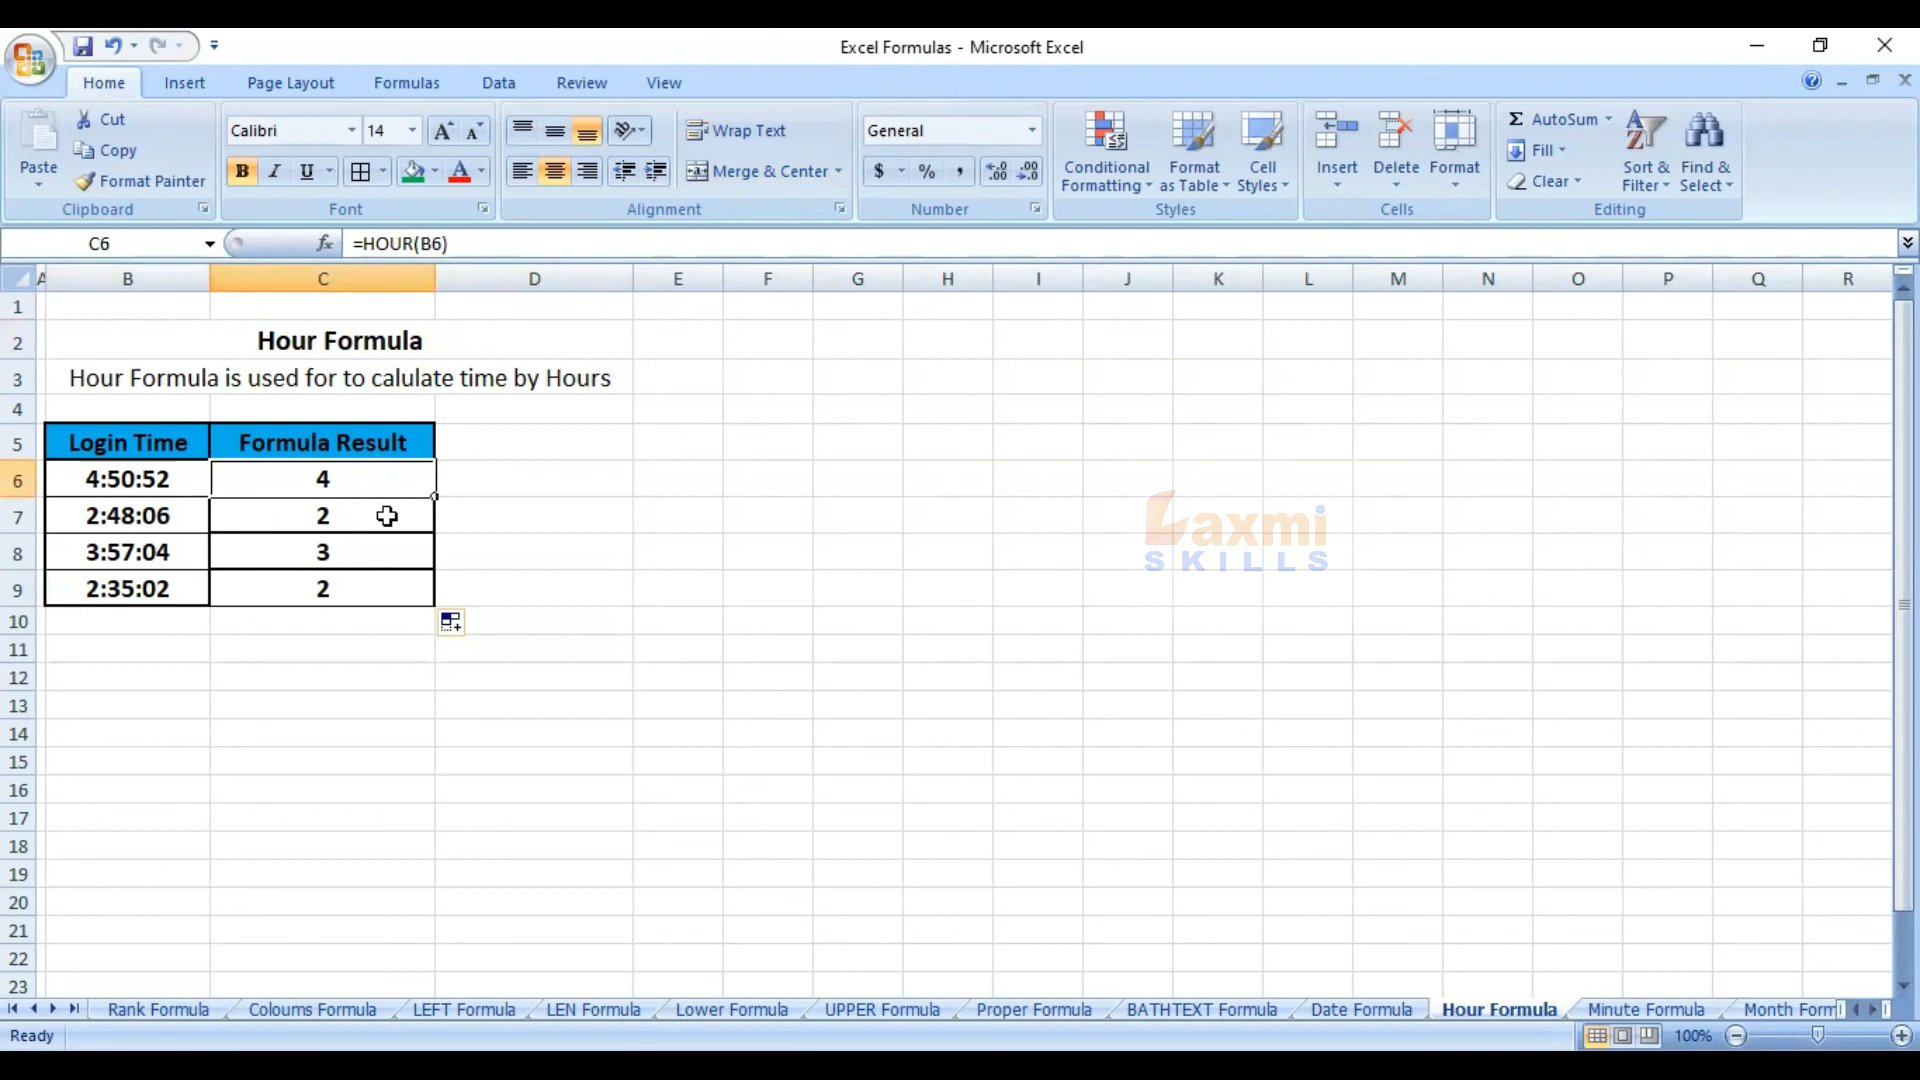 Excel Formulas - Microsoft Excel
Home Insert Page Layout Formulas Data Review View
Paste
Cut
Copy
Format Painter
Clipboard
Calibri 14
B I U
Font
Wrap Text
Merge & Center
Alignment
General
$ % ,
Number
Conditional Formatting
Format as Table
Cell Styles
Styles
Insert Delete Format
Cells
Σ AutoSum
Fill
Clear
Sort & Filter
Find & Select
Editing
C6 fx =HOUR(B6)
A B C D E F G H I J K L M N O P Q R
1
2 Hour Formula
3 Hour Formula is used for to calulate time by Hours
4
5 Login Time Formula Result
6 4:50:52 4
7 2:48:06 2
8 3:57:04 3
9 2:35:02 2
10
11
12
13
14
15
16
17
18
19
20
21
22
23
Laxmi
SKILLS
Rank Formula Coloums Formula LEFT Formula LEN Formula Lower Formula UPPER Formula Proper Formula BATHTEXT Formula Date Formula Hour Formula Minute Formula Month Form
Ready 100%